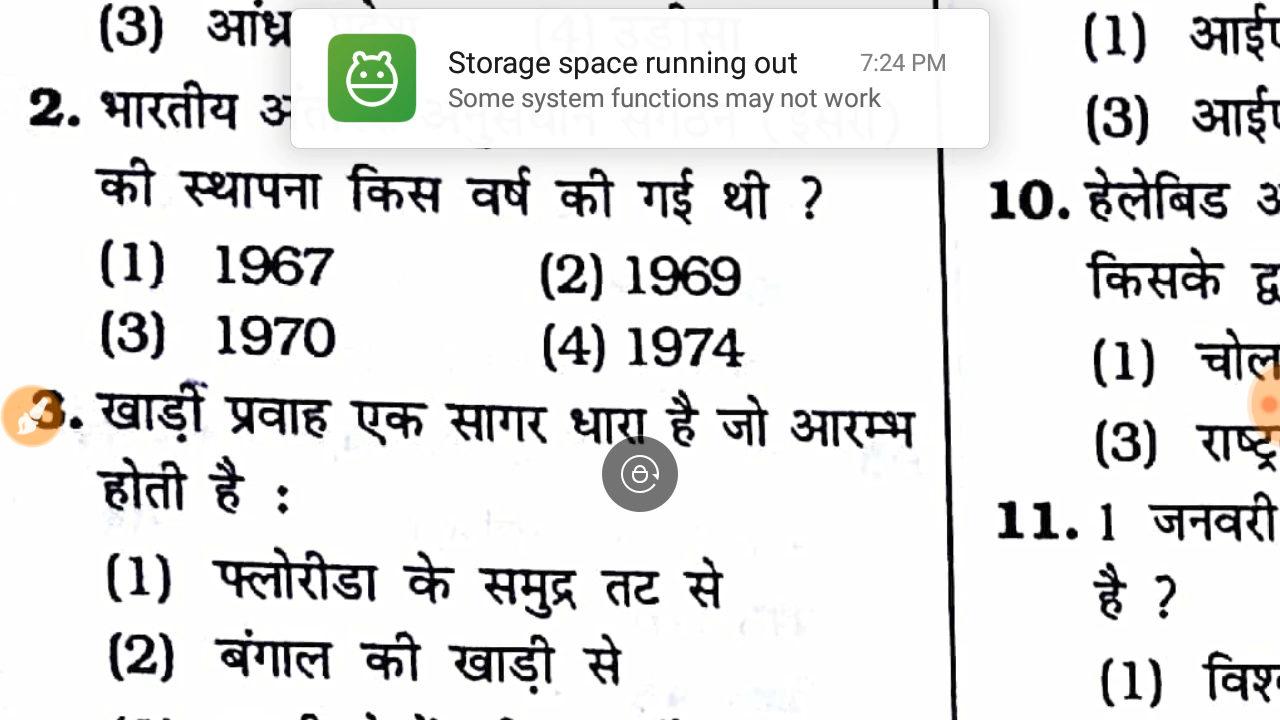 (3) आंध्र
Storage space running out 7:24 PM
Some system functions may not work
2. भारतीय
की स्थापना किस वर्ष की गई थी ?
(1) 1967 (2) 1969
(3) 1970 (4) 1974
3. खाड़ी प्रवाह एक सागर धारा है जो आरम्भ
होती है :
(1) फ्लोरीडा के समुद्र तट से
(2) बंगाल की खाड़ी से
(1)
(3)
10. हेलेबिड
किसके
(1)
(3)
11. 1 जनवरी
है ?
(1)